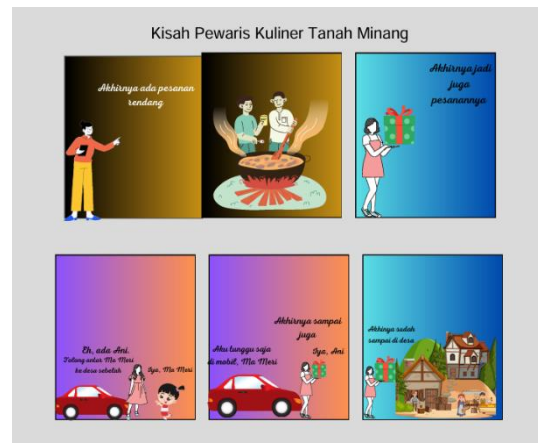 Kisah Pewaris Kuliner Tanah Minang
Akhirnya ada pesanan
rendang
Akhirnya jadi
juga
pesanannya
Eh, ada Ani.
Tolong antar Ma Meri
ke desa sebelah
Iya, Ma Meri
Akhirnya sampai
juga
Aku tunggu saja
di mobil, Ma Meri
Iya, Ani
Akhinya sudah
sampai di desa